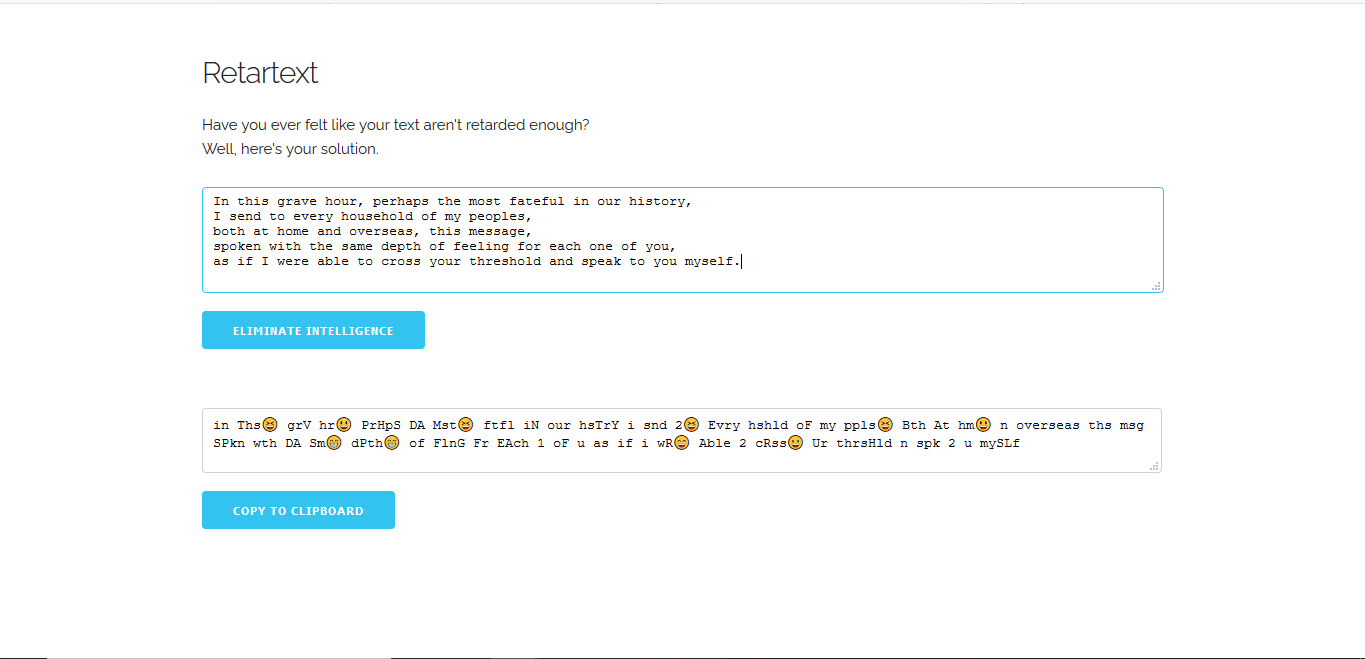 Retartext
Have you ever felt like your text aren't retarded enough?
Well, here's your solution.
In this grave hour, perhaps the most fateful in our history,
I send to every household of my peoples,
both at home and overseas, this message,
spoken with the same depth of feeling for each one of you,
as if I were able to cross your threshold and speak to you myself.
ELIMINATE INTELLIGENCE
in Ths😆 grV hr😃 PrHpS DA Mst😆 ftfl iN our hsTrY i snd 2😆 Evry hshld oF my ppls😆 Bth At hm😃 n overseas ths msg
SPkn wth DA Sm😁 dPth😁 of FlnG Fr EAch 1 oF u as if i wR😄 Able 2 cRss😃 Ur thrsHld n spk 2 u mySLf
COPY TO CLIPBOARD